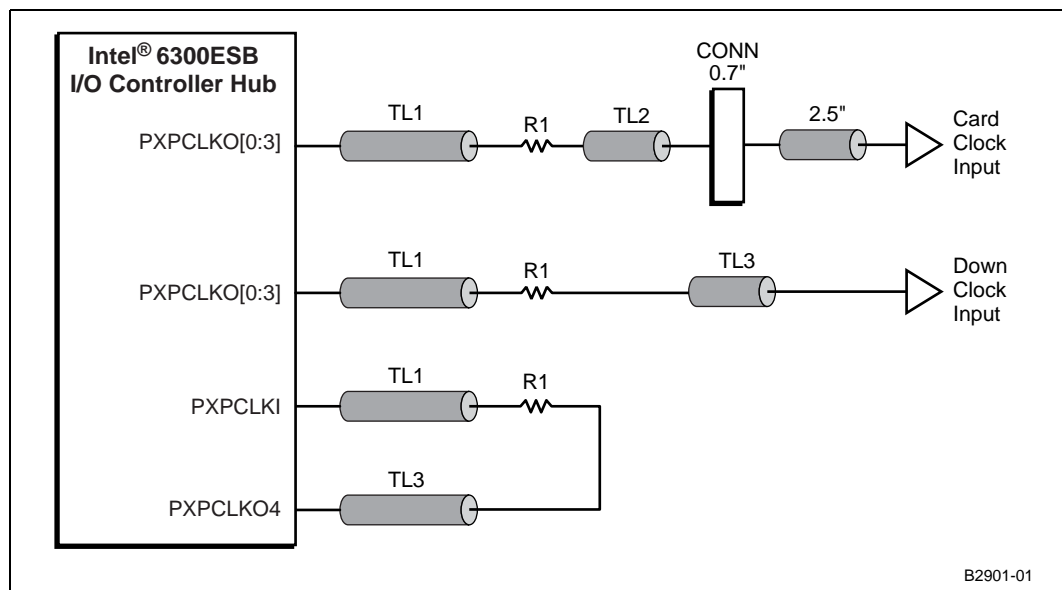 Intel® 6300ESB
I/O Controller Hub
CONN
0.7"
PXPCLKO[0:3]
TL1
R1
TL2
2.5"
Card
Clock
Input
PXPCLKO[0:3]
TL1
R1
TL3
Down
Clock
Input
PXPCLKI
TL1
R1
PXPCLKO4
TL3
B2901-01